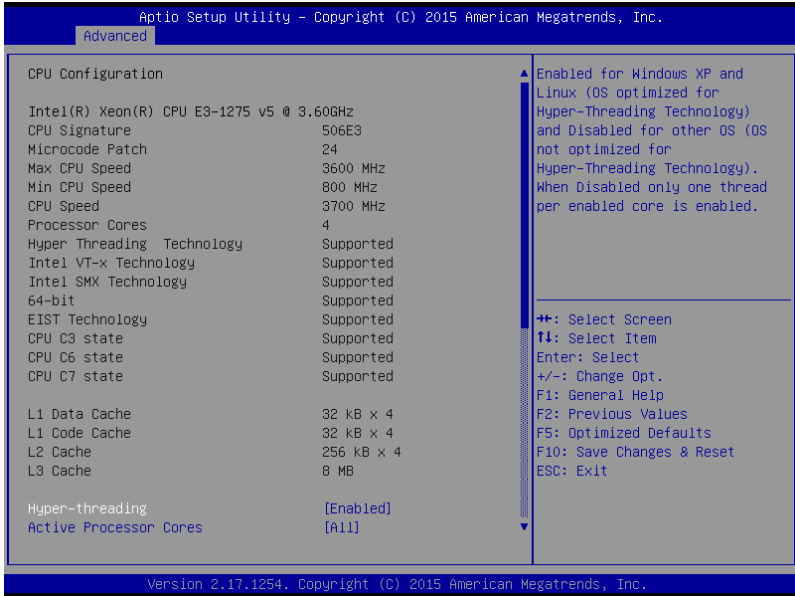 Aptio Setup Utility – Copyright (C) 2015 American Megatrends, Inc.
Advanced
CPU Configuration
Intel(R) Xeon(R) CPU E3-1275 v5 @ 3.60GHz
CPU Signature 506E3
Microcode Patch 24
Max CPU Speed 3600 MHz
Min CPU Speed 800 MHz
CPU Speed 3700 MHz
Processor Cores 4
Hyper Threading Technology Supported
Intel VT-x Technology Supported
Intel SMX Technology Supported
64-bit Supported
EIST Technology Supported
CPU C3 state Supported
CPU C6 state Supported
CPU C7 state Supported
L1 Data Cache 32 kB x 4
L1 Code Cache 32 kB x 4
L2 Cache 256 kB x 4
L3 Cache 8 MB
Hyper-threading [Enabled]
Active Processor Cores [All]
Enabled for Windows XP and
Linux (OS optimized for
Hyper-Threading Technology)
and Disabled for other OS (OS
not optimized for
Hyper-Threading Technology).
When Disabled only one thread
per enabled core is enabled.
→←: Select Screen
↑↓: Select Item
Enter: Select
+/-: Change Opt.
F1: General Help
F2: Previous Values
F5: Optimized Defaults
F10: Save Changes & Reset
ESC: Exit
Version 2.17.1254. Copyright (C) 2015 American Megatrends, Inc.